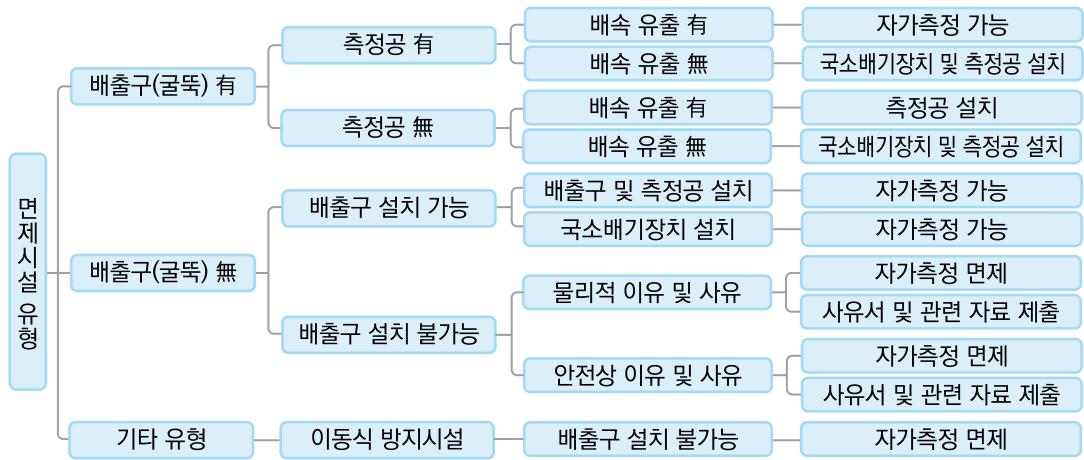 면제시설 유형
배출구(굴뚝) 有
측정공 有
배속 유출 有
자가측정 가능
배속 유출 無
국소배기장치 및 측정공 설치
측정공 無
배속 유출 有
측정공 설치
배속 유출 無
국소배기장치 및 측정공 설치
배출구(굴뚝) 無
배출구 설치 가능
배출구 및 측정공 설치
자가측정 가능
국소배기장치 설치
자가측정 가능
배출구 설치 불가능
물리적 이유 및 사유
자가측정 면제
사유서 및 관련 자료 제출
안전상 이유 및 사유
자가측정 면제
사유서 및 관련 자료 제출
기타 유형
이동식 방지시설
배출구 설치 불가능
자가측정 면제